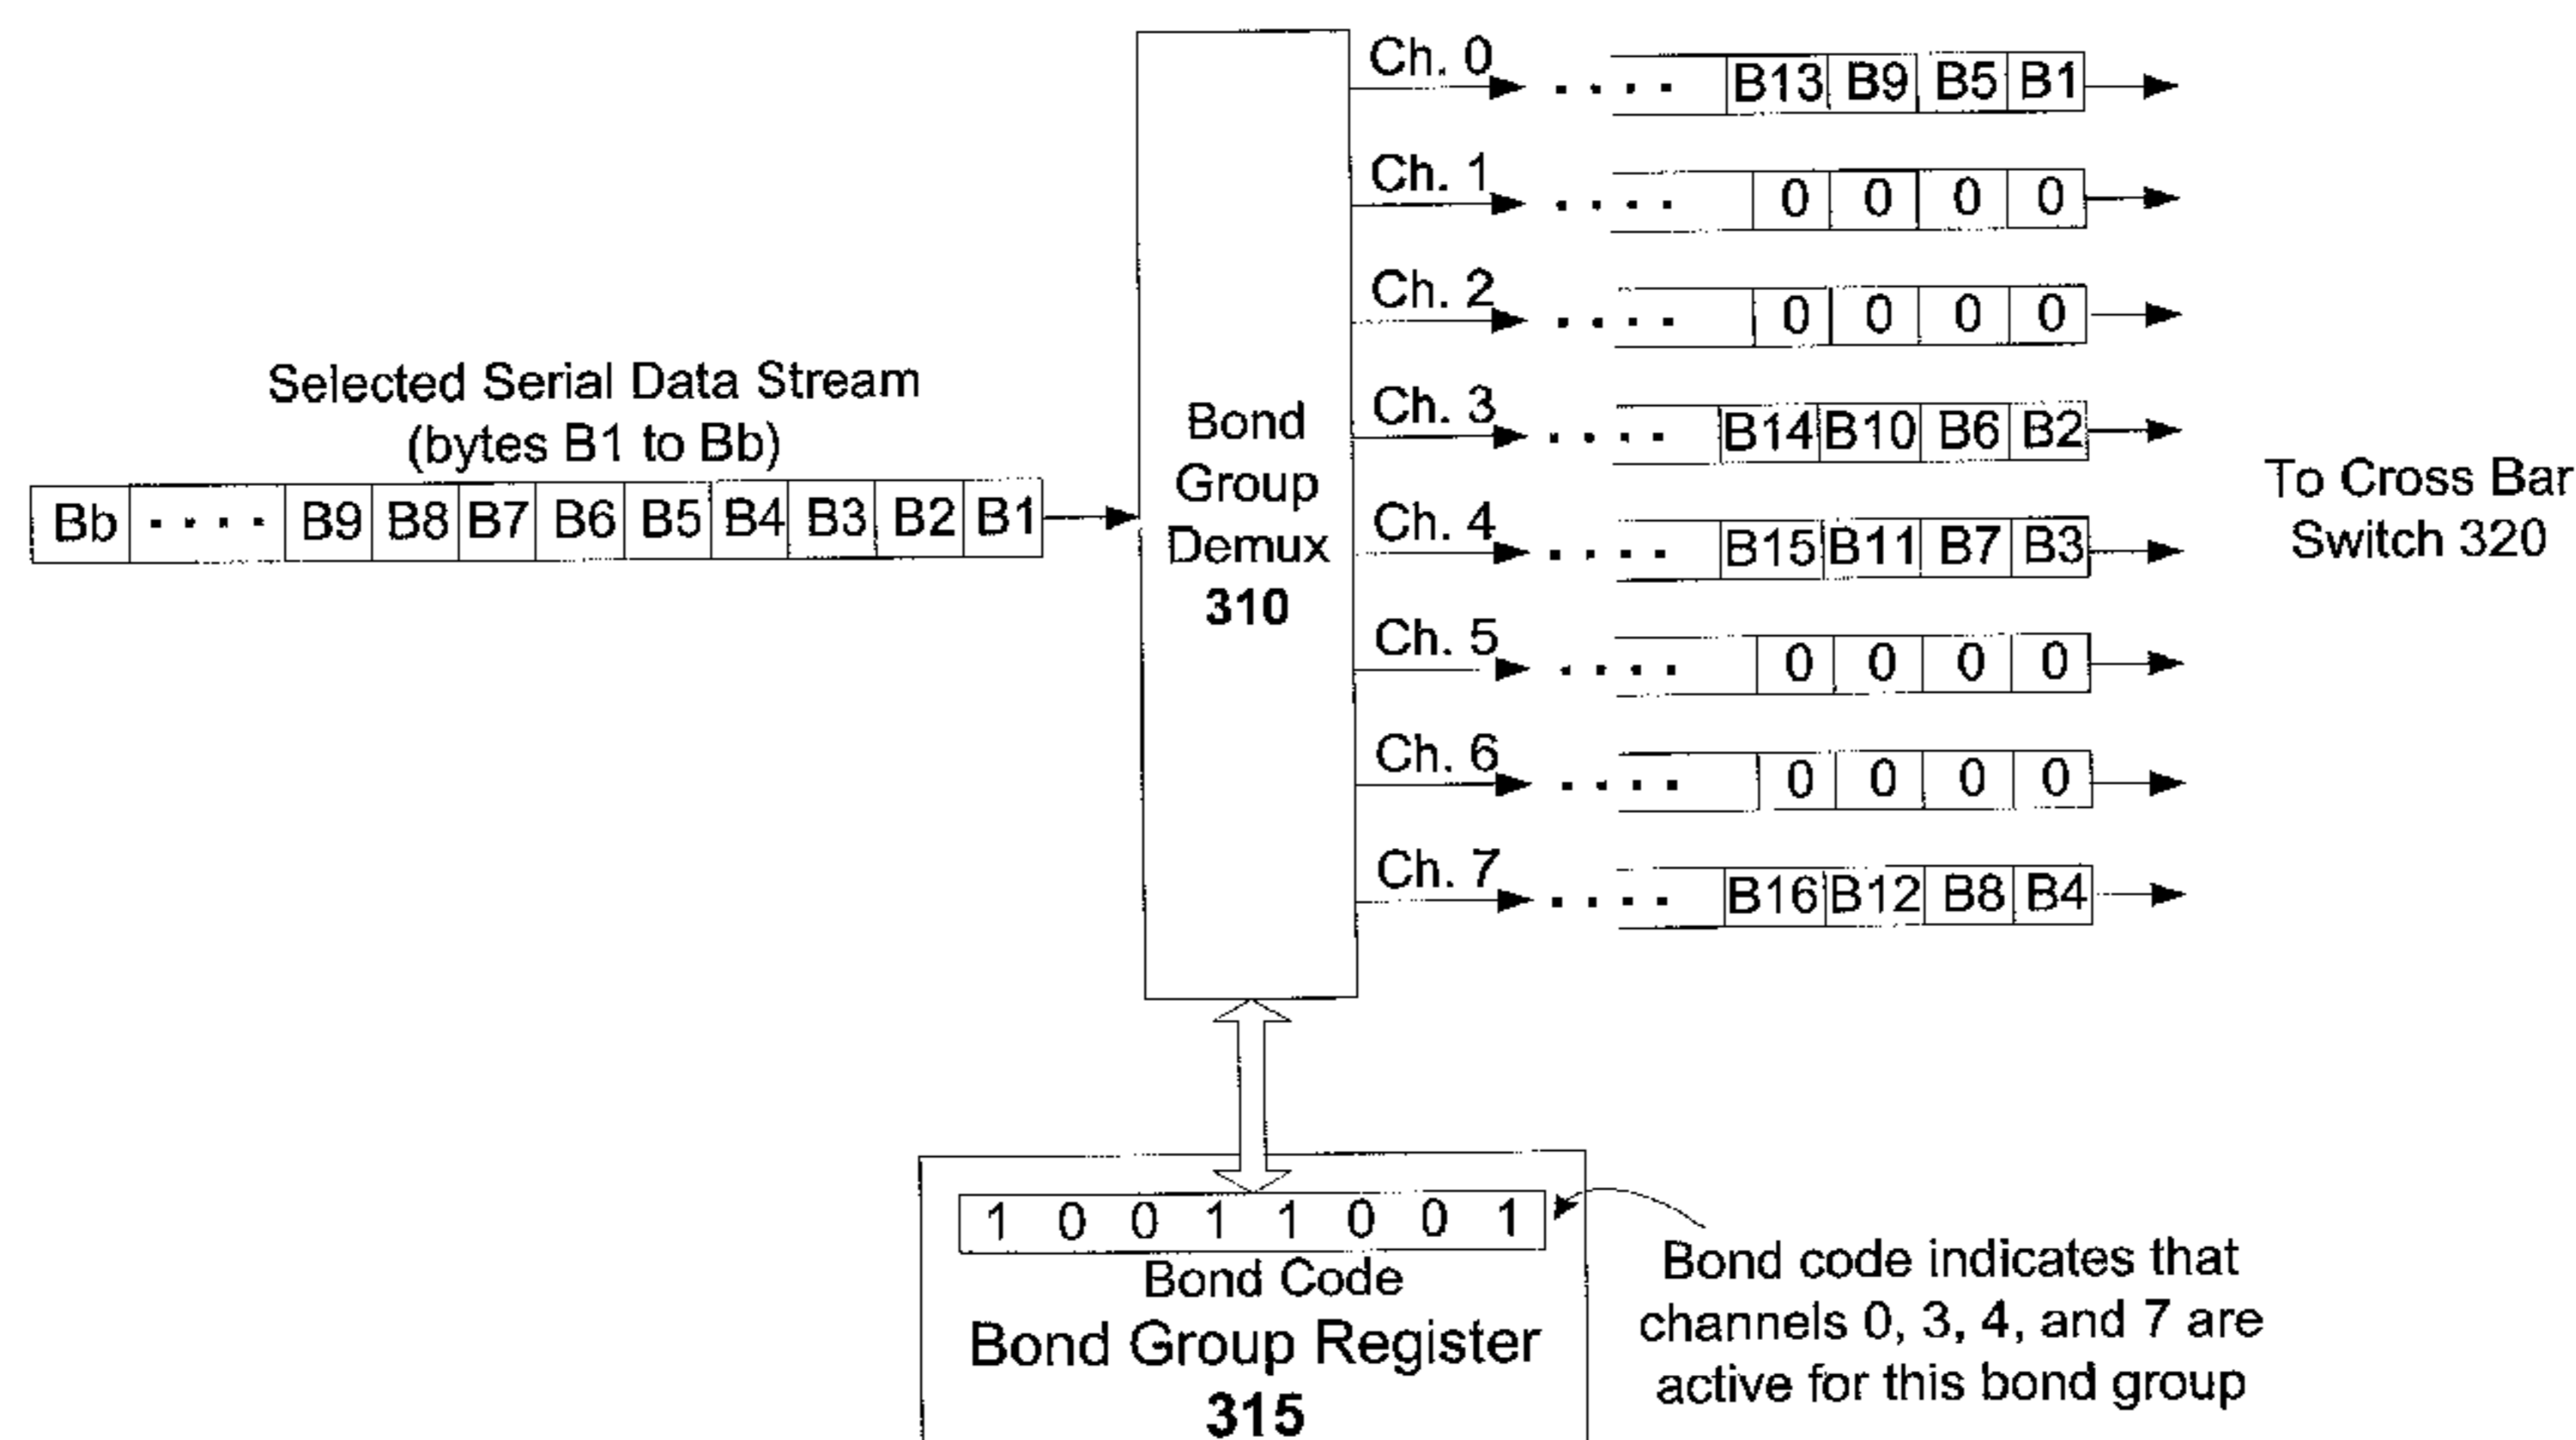 Ch. 0
B13 B9 B5 B1
Ch. 1
0 0 0 0
Ch. 2
0 0 0 0
Selected Serial Data Stream
(bytes B1 to Bb)
Bb . . . . B9 B8 B7 B6 B5 B4 B3 B2 B1
Bond
Group
Demux
310
Ch. 3
B14 B10 B6 B2
Ch. 4
B15 B11 B7 B3
To Cross Bar
Switch 320
Ch. 5
0 0 0 0
Ch. 6
0 0 0 0
Ch. 7
B16 B12 B8 B4
1 0 0 1 1 0 0 1
Bond Code
Bond Group Register
315
Bond code indicates that
channels 0, 3, 4, and 7 are
active for this bond group